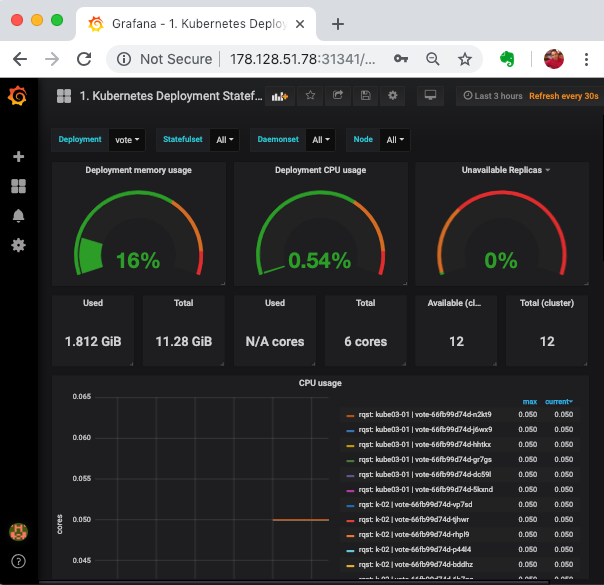 Grafana - 1. Kubernetes Deploy
Not Secure 178.128.51.78:31341/...
1. Kubernetes Deployment Statef... Last 3 hours Refresh every 30s
Deployment vote Statefulset All Daemonset All Node All
Deployment memory usage Deployment CPU usage Unavailable Replicas
16% 0.54% 0%
Used Total Used Total Available (cl... Total (cluster)
1.812 GiB 11.28 GiB N/A cores 6 cores 12 12
CPU usage
max current
0.065
0.060
0.055
0.050
0.045
cores
rqst: kube03-01 | vote-66fb99d74d-n2kt9 0.050 0.050
rqst: kube03-01 | vote-66fb99d74d-j6wx9 0.050 0.050
rqst: kube03-01 | vote-66fb99d74d-hhtkx 0.050 0.050
rqst: kube03-01 | vote-66fb99d74d-gr7gs 0.050 0.050
rqst: kube03-01 | vote-66fb99d74d-dc59l 0.050 0.050
rqst: kube03-01 | vote-66fb99d74d-5kxnd 0.050 0.050
rqst: k-02 | vote-66fb99d74d-vp7sd 0.050 0.050
rqst: k-02 | vote-66fb99d74d-tjhwr 0.050 0.050
rqst: k-02 | vote-66fb99d74d-rhpl9 0.050 0.050
rqst: k-02 | vote-66fb99d74d-p44l4 0.050 0.050
rqst: k-02 | vote-66fb99d74d-bddhz 0.050 0.050